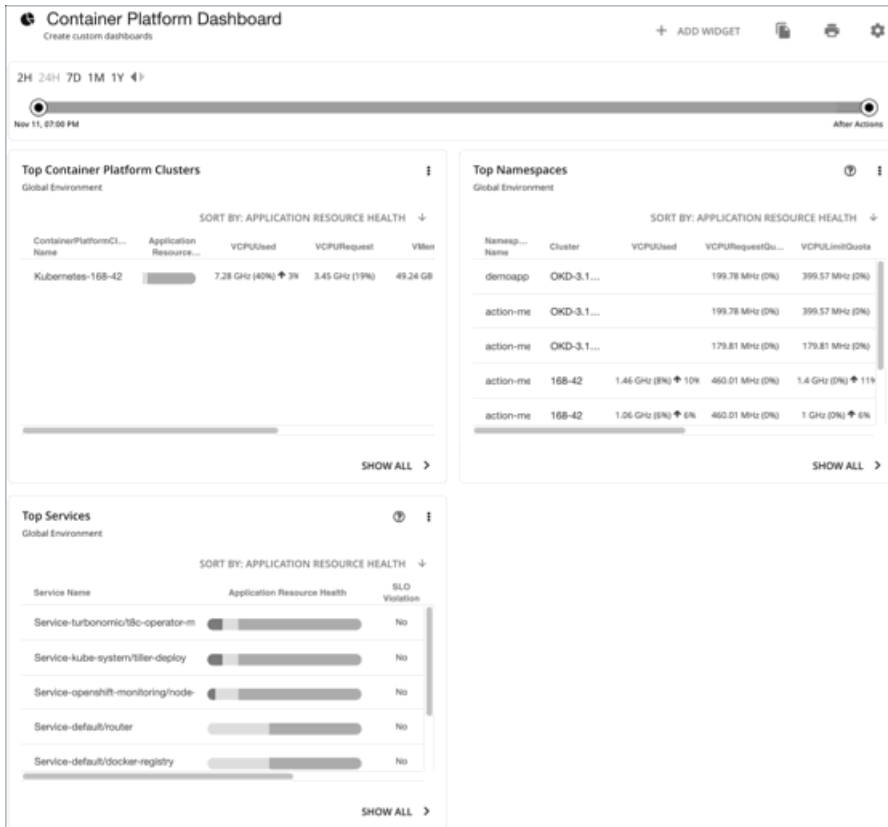 Container Platform Dashboard
Create custom dashboards
+ ADD WIDGET
2H 24H 7D 1M 1Y
Nov 11, 07:00 PM
After Actions
Top Container Platform Clusters
Global Environment
SORT BY: APPLICATION RESOURCE HEALTH
ContainerPlatformCl... Name Application Resource... VCPUUsed VCPURequest VMem
Kubernetes-168-42 7.28 GHz (40%) 3% 3.45 GHz (19%) 49.24 GB
SHOW ALL
Top Namespaces
Global Environment
SORT BY: APPLICATION RESOURCE HEALTH
Namesp... Name Cluster VCPUUsed VCPURequestQu... VCPULimitQuota
demoapp OKD-3.1... 199.78 MHz (0%) 399.57 MHz (0%)
action-me OKD-3.1... 199.78 MHz (0%) 399.57 MHz (0%)
action-me OKD-3.1... 179.81 MHz (0%) 179.81 MHz (0%)
action-me 168-42 1.46 GHz (8%) 10% 460.01 MHz (0%) 1.4 GHz (0%) 11%
action-me 168-42 1.06 GHz (6%) 6% 460.01 MHz (0%) 1 GHz (0%) 6%
SHOW ALL
Top Services
Global Environment
SORT BY: APPLICATION RESOURCE HEALTH
Service Name Application Resource Health SLO Violation
Service-turbonomic/t8c-operator-m No
Service-kube-system/tiller-deploy No
Service-openshift-monitoring/node- No
Service-default/router No
Service-default/docker-registry No
SHOW ALL